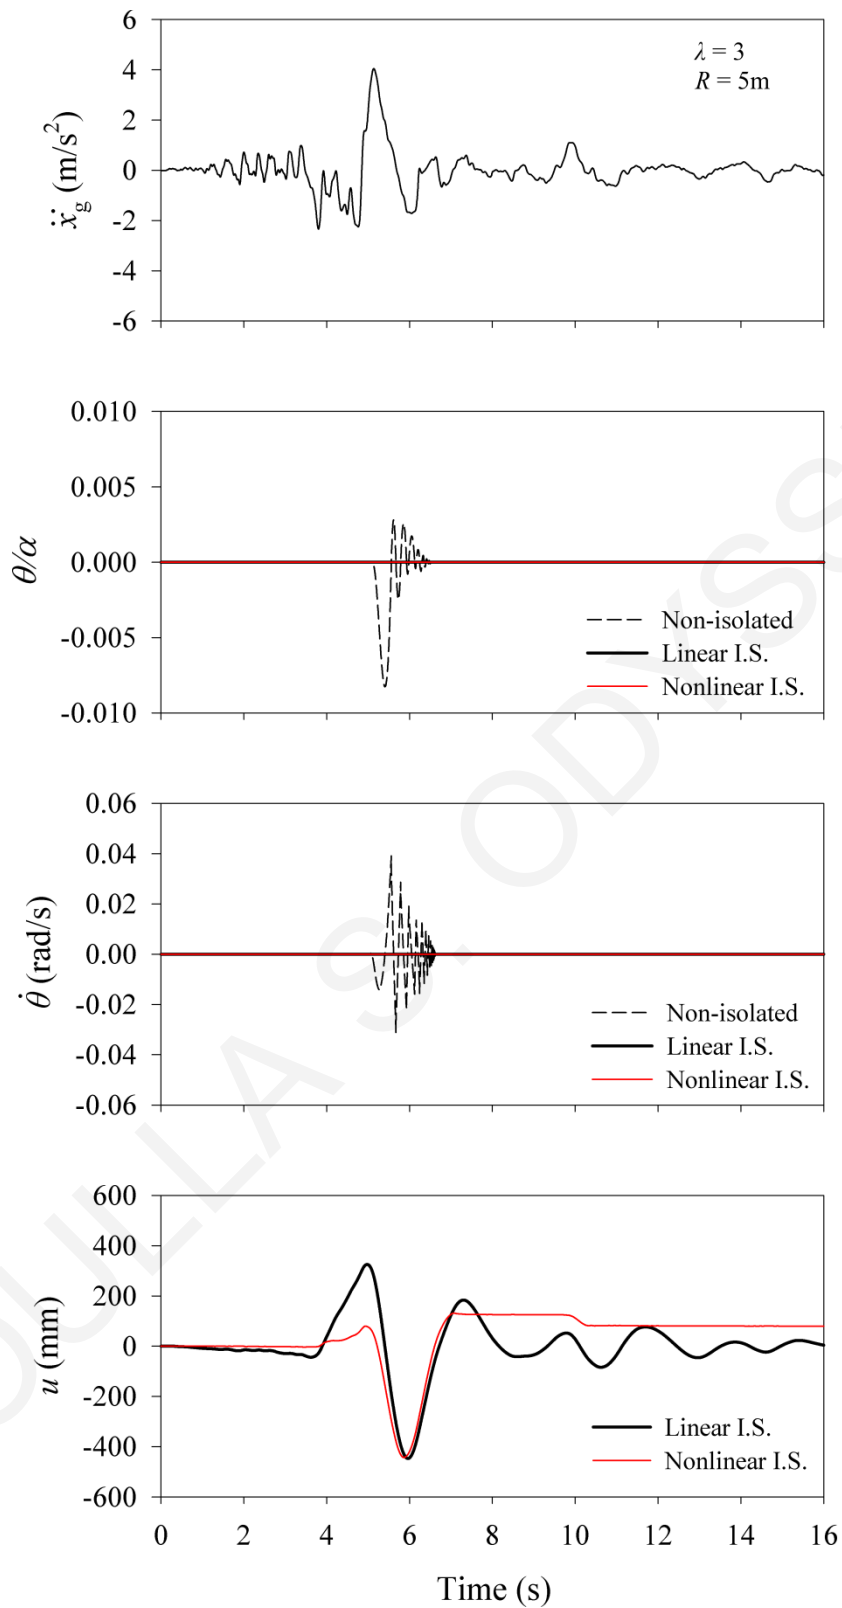 6
4
2
0
-2
-4
-6
ẍg (m/s2)
λ = 3
R = 5m
0.010
0.005
0.000
-0.005
-0.010
θ/α
Non-isolated
Linear I.S.
Nonlinear I.S.
0.06
0.04
0.02
0.00
-0.02
-0.04
-0.06
θ̇ (rad/s)
Non-isolated
Linear I.S.
Nonlinear I.S.
600
400
200
0
-200
-400
-600
u (mm)
Linear I.S.
Nonlinear I.S.
0 2 4 6 8 10 12 14 16
Time (s)
OULLA S. ODYSS